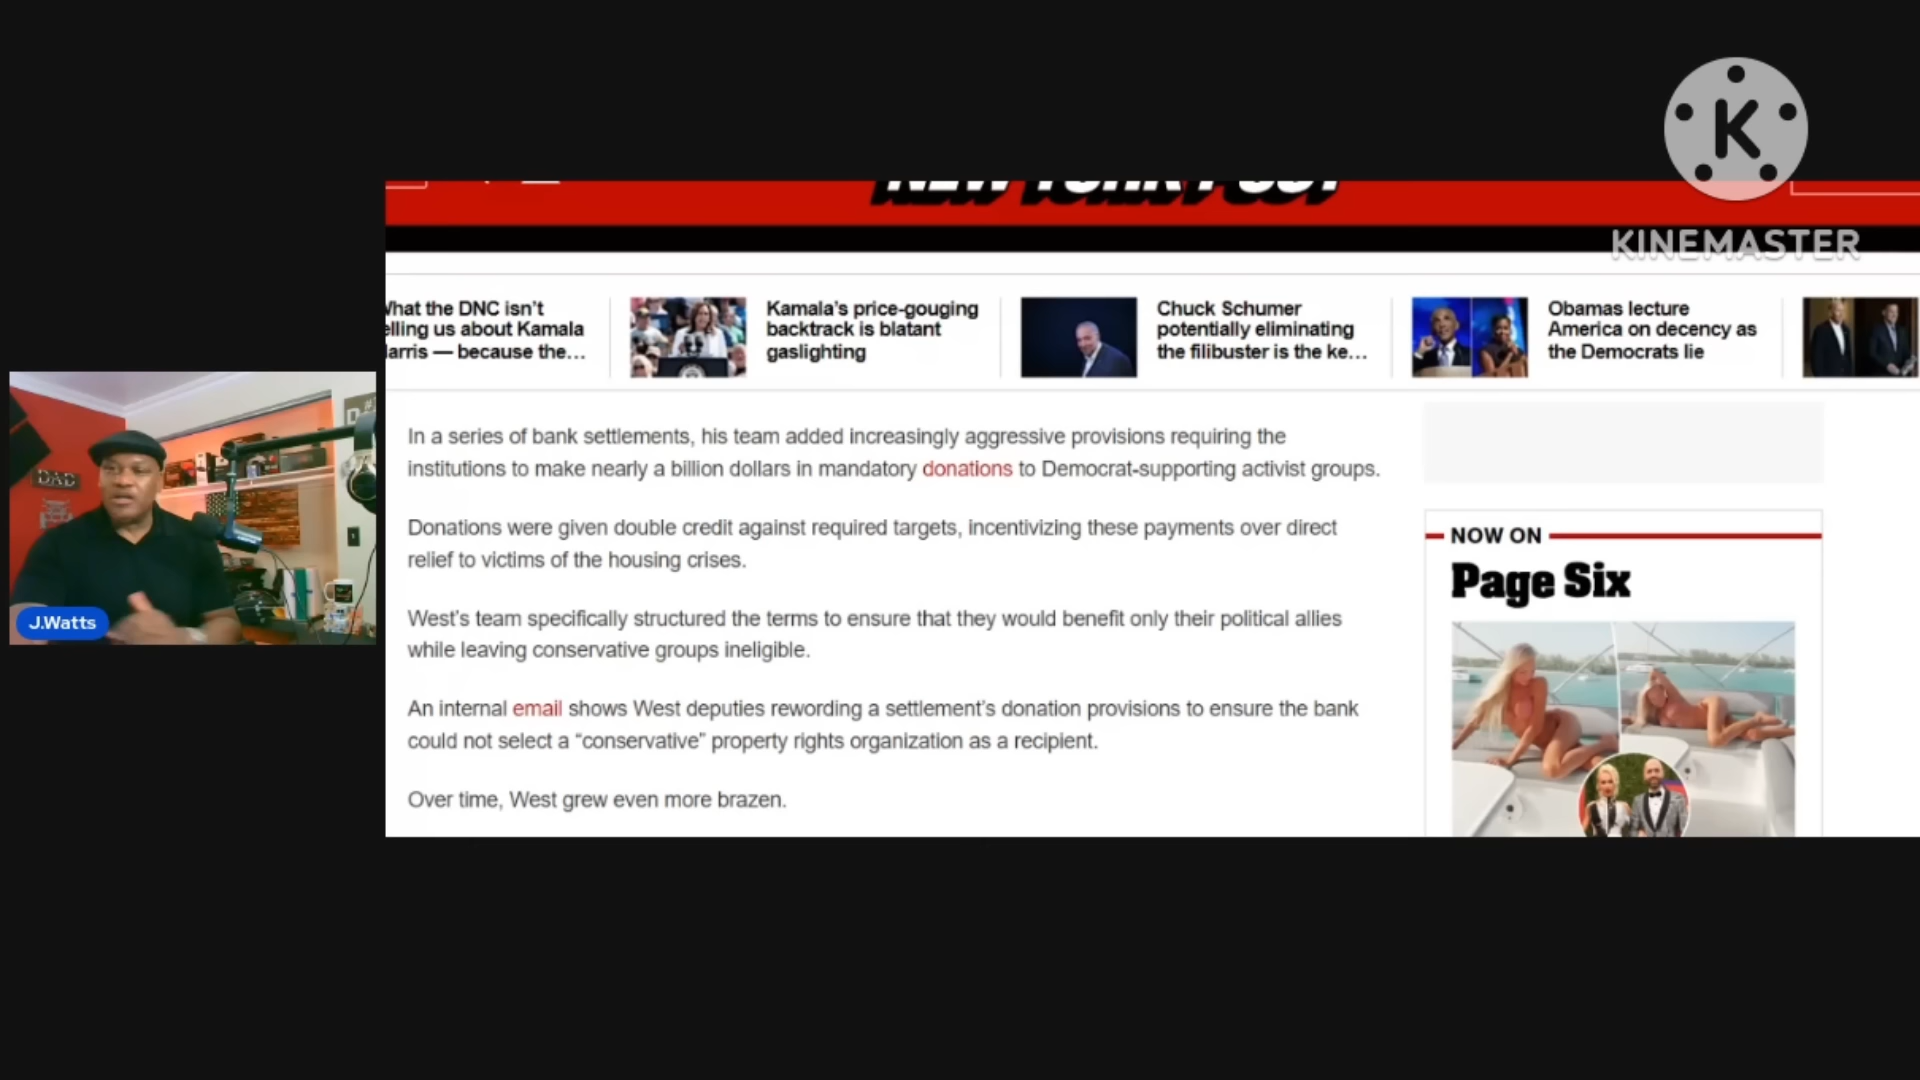 K
KINEMASTER
NEW YORK POST
What the DNC isn't
elling us about Kamala
Harris — because the...
Kamala's price-gouging
backtrack is blatant
gaslighting
Chuck Schumer
potentially eliminating
the filibuster is the ke...
Obamas lecture
America on decency as
the Democrats lie
In a series of bank settlements, his team added increasingly aggressive provisions requiring the
institutions to make nearly a billion dollars in mandatory donations to Democrat-supporting activist groups.
Donations were given double credit against required targets, incentivizing these payments over direct
relief to victims of the housing crises.
West's team specifically structured the terms to ensure that they would benefit only their political allies
while leaving conservative groups ineligible.
An internal email shows West deputies rewording a settlement's donation provisions to ensure the bank
could not select a “conservative” property rights organization as a recipient.
Over time, West grew even more brazen.
NOW ON
Page Six
DAD
J.Watts